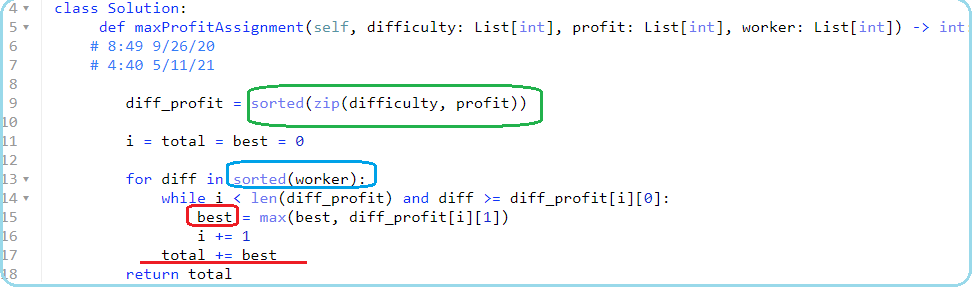 4 class Solution:
5 def maxProfitAssignment(self, difficulty: List[int], profit: List[int], worker: List[int]) -> int:
6 # 8:49 9/26/20
7 # 4:40 5/11/21
8
9 diff_profit = sorted(zip(difficulty, profit))
10
11 i = total = best = 0
12
13 for diff in sorted(worker):
14 while i < len(diff_profit) and diff >= diff_profit[i][0]:
15 best = max(best, diff_profit[i][1])
16 i += 1
17 total += best
18 return total